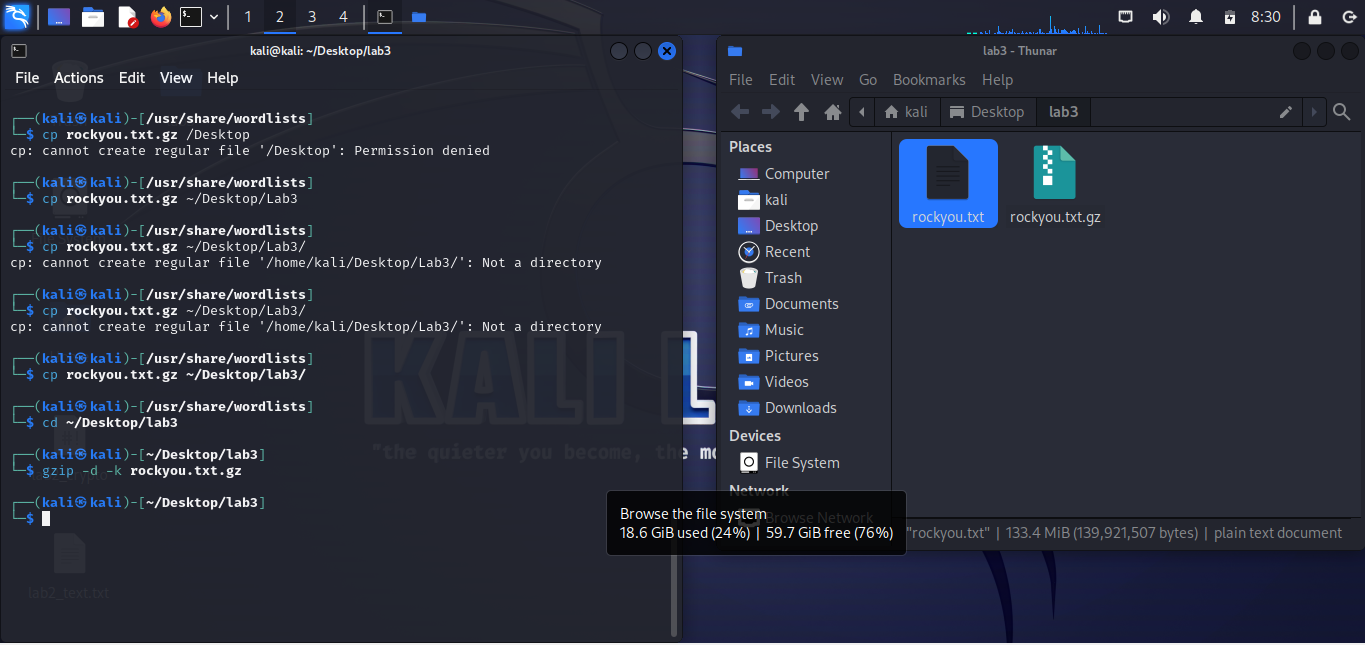 1 2 3 4 8:30
kali@kali: ~/Desktop/lab3
File Actions Edit View Help
┌──(kali㉿kali)-[/usr/share/wordlists]
└─$ cp rockyou.txt.gz /Desktop
cp: cannot create regular file '/Desktop': Permission denied
┌──(kali㉿kali)-[/usr/share/wordlists]
└─$ cp rockyou.txt.gz ~/Desktop/Lab3
┌──(kali㉿kali)-[/usr/share/wordlists]
└─$ cp rockyou.txt.gz ~/Desktop/Lab3/
cp: cannot create regular file '/home/kali/Desktop/Lab3/': Not a directory
┌──(kali㉿kali)-[/usr/share/wordlists]
└─$ cp rockyou.txt.gz ~/Desktop/Lab3/
cp: cannot create regular file '/home/kali/Desktop/Lab3/': Not a directory
┌──(kali㉿kali)-[/usr/share/wordlists]
└─$ cp rockyou.txt.gz ~/Desktop/lab3/
┌──(kali㉿kali)-[/usr/share/wordlists]
└─$ cd ~/Desktop/lab3
┌──(kali㉿kali)-[~/Desktop/lab3]
└─$ gzip -d -k rockyou.txt.gz
┌──(kali㉿kali)-[~/Desktop/lab3]
└─$
KALI L
"the quieter you become, the mo
lab2_text.txt
lab3 - Thunar
File Edit View Go Bookmarks Help
kali Desktop lab3
Places
Computer
kali
Desktop
Recent
Trash
Documents
Music
Pictures
Videos
Downloads
Devices
File System
Network
Browse Network
rockyou.txt rockyou.txt.gz
Browse the file system
18.6 GiB used (24%) | 59.7 GiB free (76%)
"rockyou.txt" | 133.4 MiB (139,921,507 bytes) | plain text document